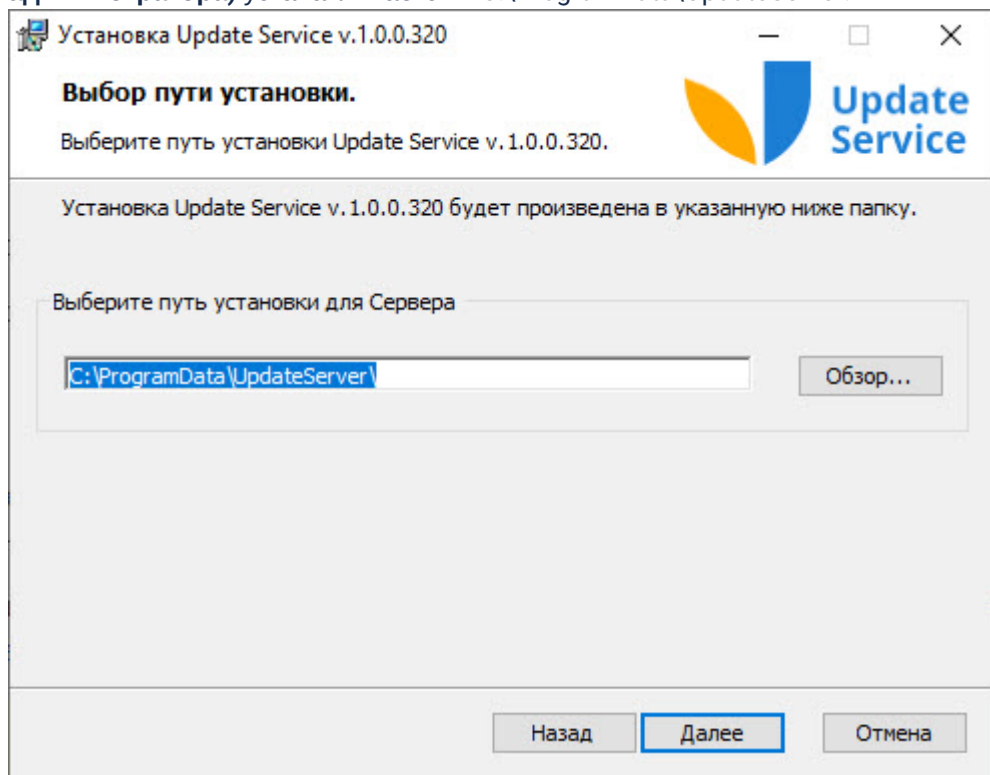 Установка Update Service v.1.0.0.320
Выбор пути установки.
Выберите путь установки Update Service v.1.0.0.320.
Update
Service
Установка Update Service v.1.0.0.320 будет произведена в указанную ниже папку.
Выберите путь установки для Сервера
C:\ProgramData\UpdateServer\
Обзор...
Назад
Далее
Отмена